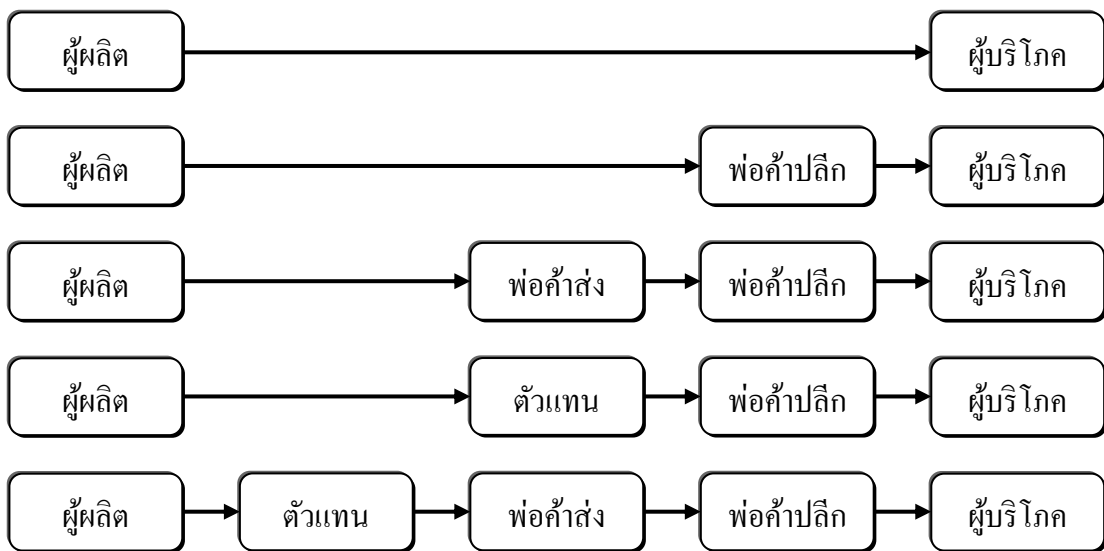 ผู้ผลิต ผู้บริโภค
ผู้ผลิต พ่อค้าปลีก ผู้บริโภค
ผู้ผลิต พ่อค้าส่ง พ่อค้าปลีก ผู้บริโภค
ผู้ผลิต ตัวแทน พ่อค้าปลีก ผู้บริโภค
ผู้ผลิต ตัวแทน พ่อค้าส่ง พ่อค้าปลีก ผู้บริโภค